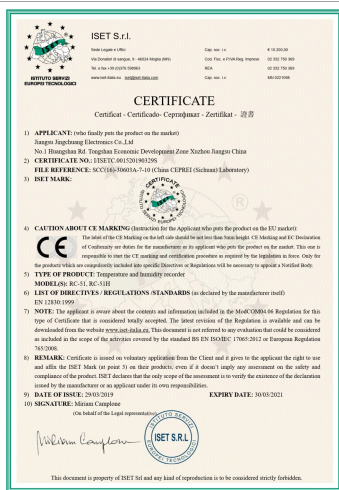 ISET S.r.l.
Sede Legale e Uffici
Via Donatori di sangue, 9 - 46024 Moglia (MN)
Tel. e fax +39 (0)376 598963
www.iset-italia.eu iset@iset-italia.com
Cap. soc. i.v.
Cod. Fisc. e P.IVA Reg. Imprese
REA
Cap. soc. i.v.
€ 10.200,00
02 332 750 369
02 332 750 369
MN 0221098
ISTITUTO SERVIZI
EUROPEI TECNOLOGICI
CERTIFICATE
Certificat - Certificado- Сертификат - Zertifikat - 證書
1) APPLICANT: (who finally puts the product on the market)
Jiangsu Jingchuang Electronics Co.,Ltd
No.1 Huangshan Rd. Tongshan Economic Development Zone Xuzhou Jiangsu China
2) CERTIFICATE NO.: I/ISETC.001520190329S
FILE REFERENCE: SCC(16)-30603A-7-10 (China CEPREI (Sichuan) Laboratory)
3) ISET MARK:
CERTIFICATE
4) CAUTION ABOUT CE MARKING (Instruction for the Applicant who puts the product on the EU market):
The label of the CE Marking on the left side should be not less than 5mm height. CE Marking and EC Declaration
of Conformity are duties for the manufacturer or its applicant who puts the product on the market. This one is
responsible to start the CE marking and certification procedure as required by the legislation in force. Only for
the products which are compulsorily included into specific Directives or Regulations will be necessary to appoint a Notified Body.
CE
5) TYPE OF PRODUCT: Temperature and humidity recorder
MODEL(S): RC-51, RC-51H
6) LIST OF DIRECTIVES / REGULATIONS /STANDARDS (as declared by the manufacturer itself)
EN 12830:1999
7) NOTE: The applicant is aware about the contents and information included in the ModCOM04.06 Regulation for this
type of Certificate that is considered totally accepted. The latest revision of the Regulation is available and can be
downloaded from the website www.iset-italia.eu. This document is not referred to any evaluation that could be considered
as included in the scope of the activities covered by the standard BS EN ISO/IEC 17065:2012 or European Regulation
765/2008.
8) REMARK: Certificate is issued on voluntary application from the Client and it gives to the applicant the right to use
and affix the ISET Mark (at point 5) on their products, even if it doesn't imply any assessment on the safety and
compliance of the product. ISET declares that the only scope of the assessment is to verify the existence of the declaration
issued by the manufacturer or an applicant under its own responsibilities.
9) DATE OF ISSUE: 29/03/2019 EXPIRY DATE: 30/03/2021
10) SIGNATURE: Miriam Camplone
(On behalf of the Legal representative)
Miriam Camplone
ISET S.R.L
This document is property of ISET Srl and any kind of reproduction is to be considered strictly forbidden.